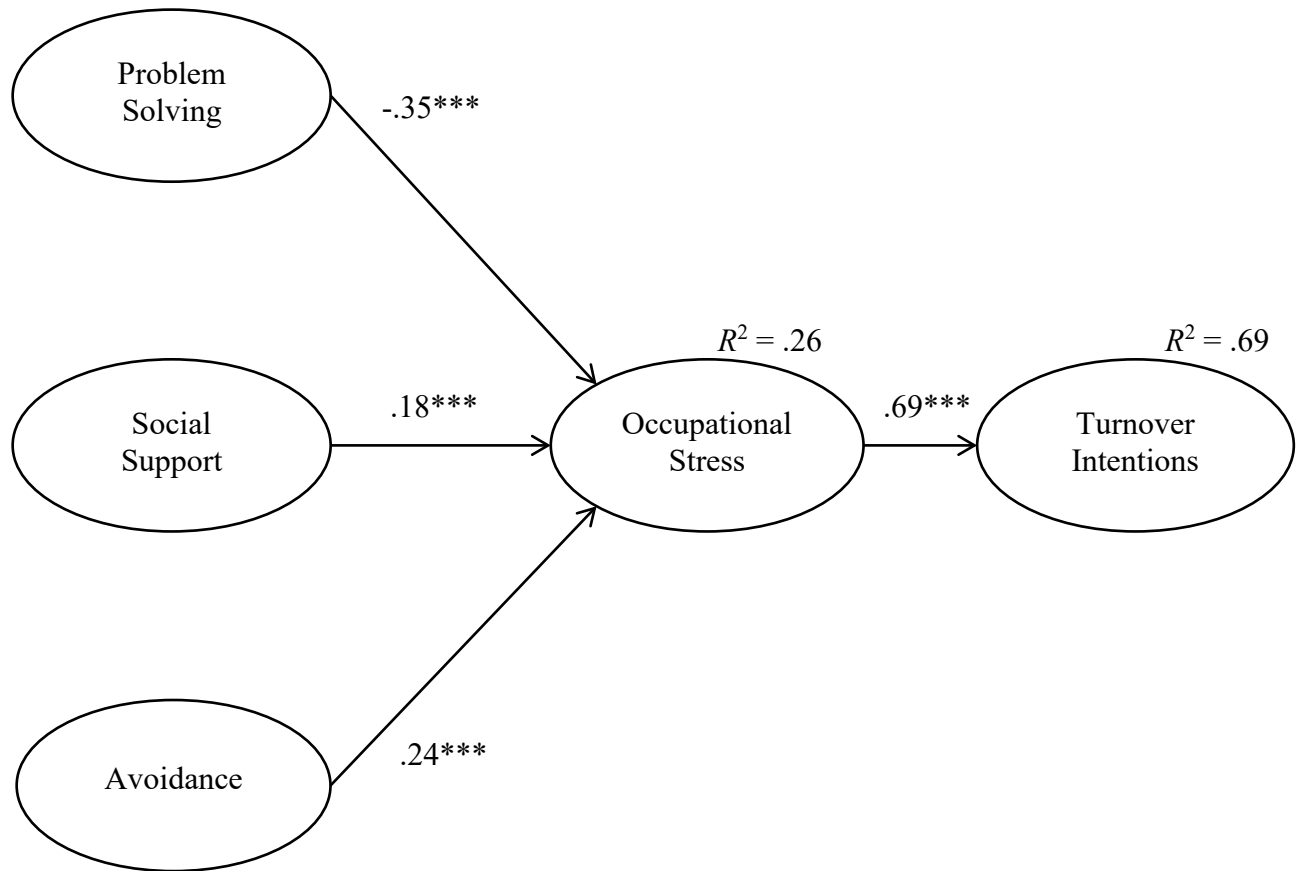 Problem
Solving
-.35***
R² = .26
R² = .69
Social
Support
.18***
Occupational
Stress
.69***
Turnover
Intentions
Avoidance
.24***